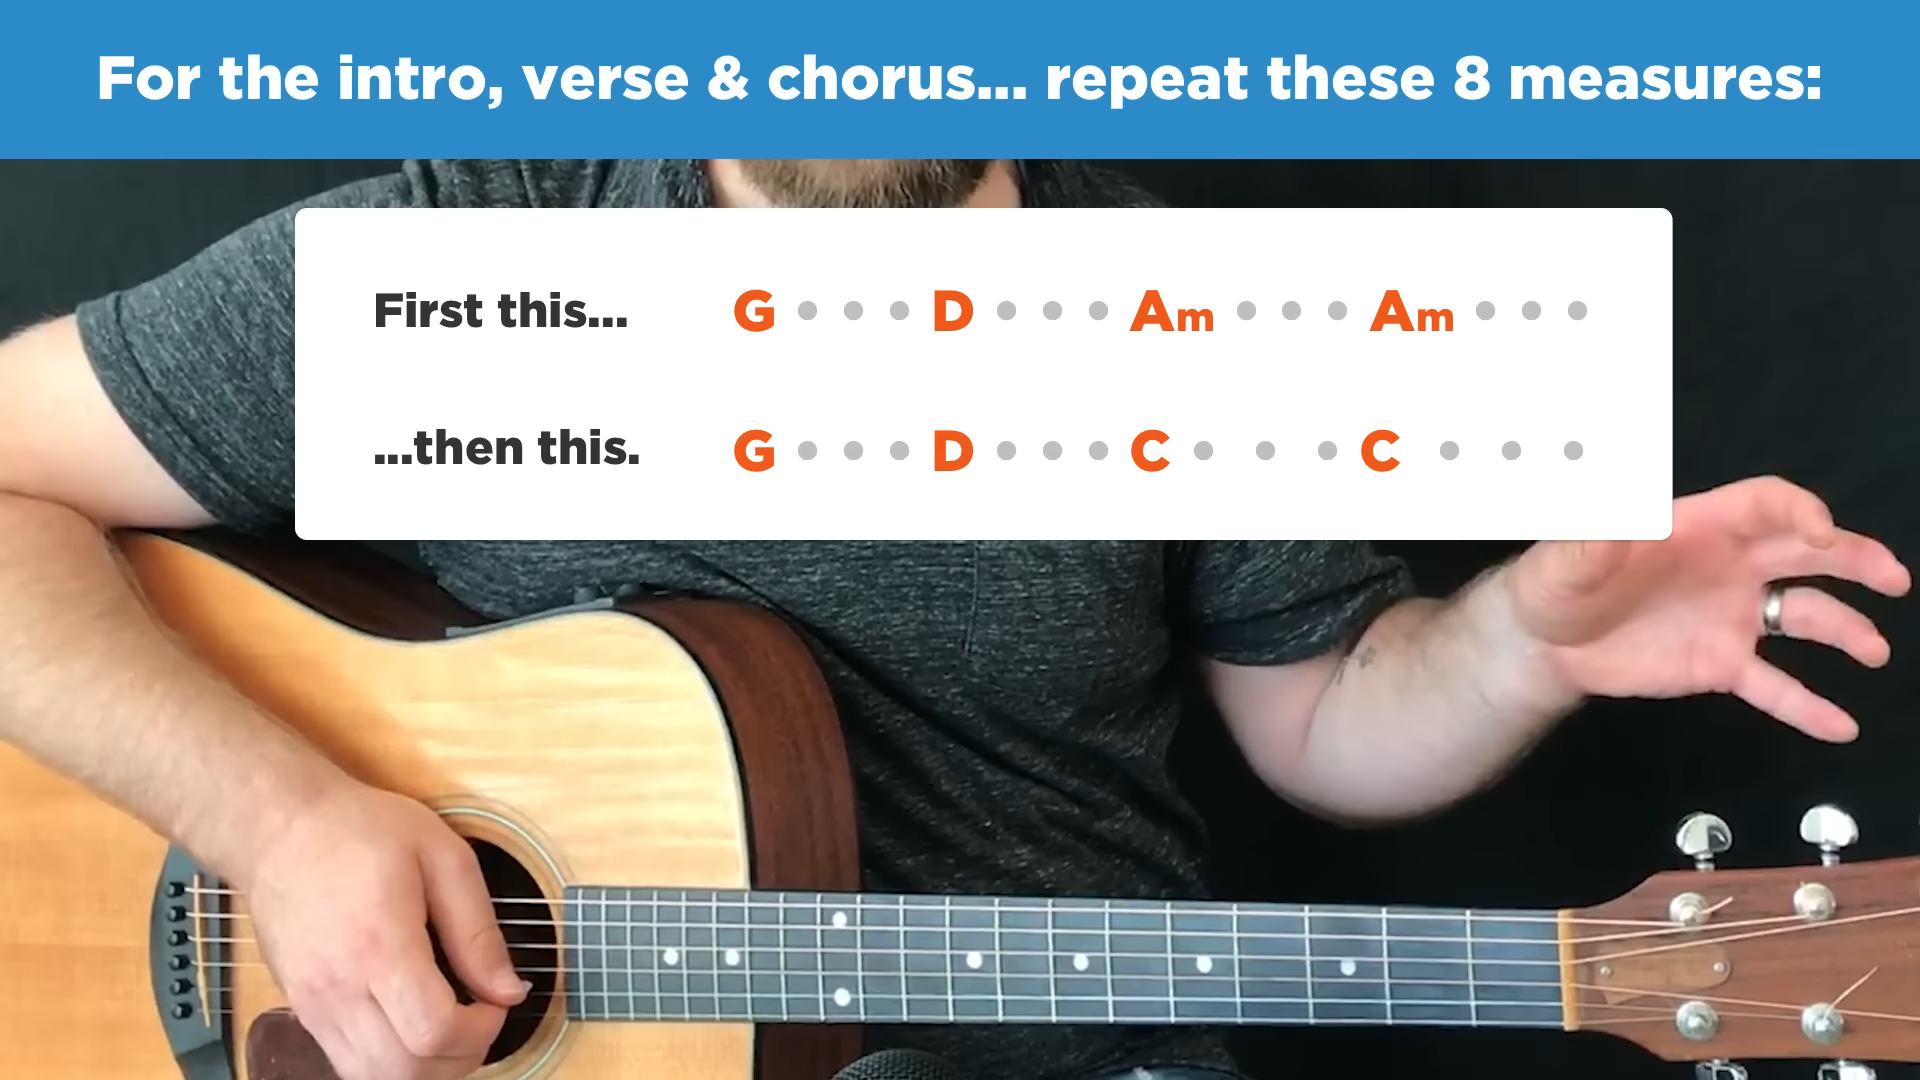 For the intro, verse & chorus... repeat these 8 measures:
First this... G • • • D • • • Am • • • Am • • •
...then this. G • • • D • • • C • • • C • • •